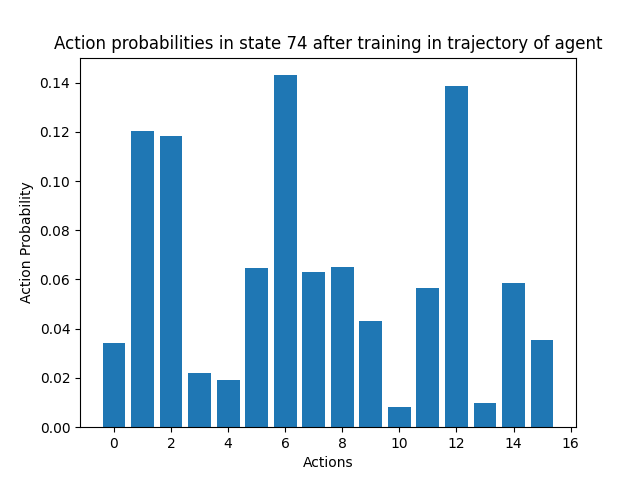 Action probabilities in state 74 after training in trajectory of agent
0.14
0.12
0.10
0.08
0.06
0.04
0.02
0.00
Action Probability
0 2 4 6 8 10 12 14 16
Actions